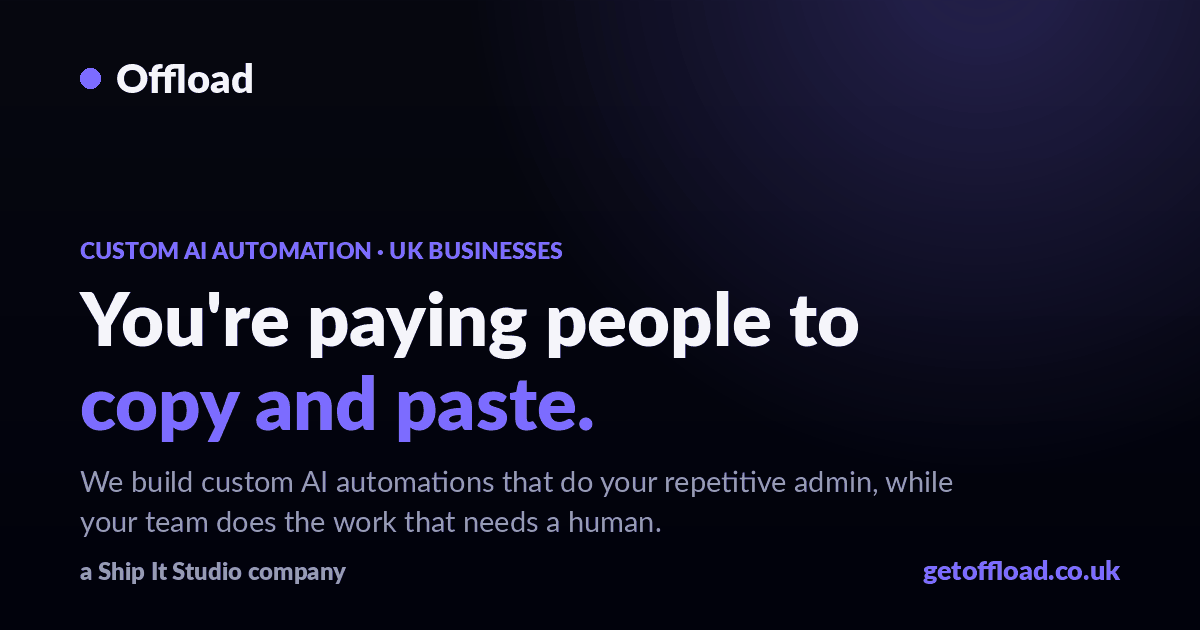 Offload
CUSTOM AI AUTOMATION · UK BUSINESSES
You're paying people to
copy and paste.
We build custom AI automations that do your repetitive admin, while
your team does the work that needs a human.
a Ship It Studio company
getoffload.co.uk